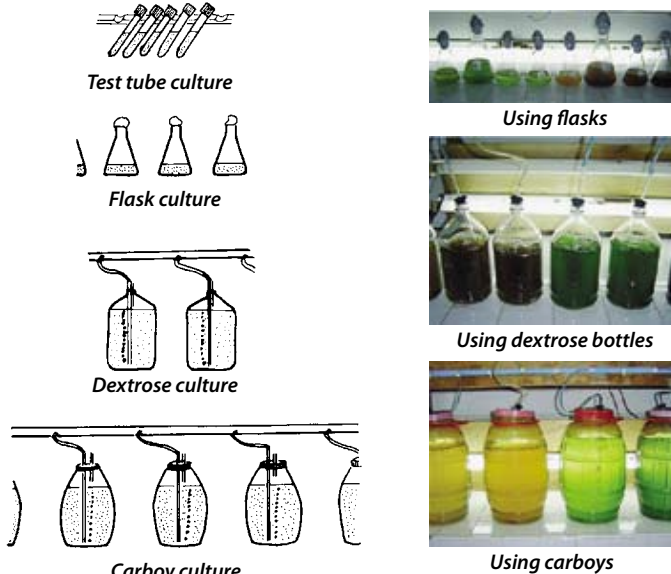 Test tube culture
Flask culture
Dextrose culture
Carboy culture
Using flasks
Using dextrose bottles
Using carboys